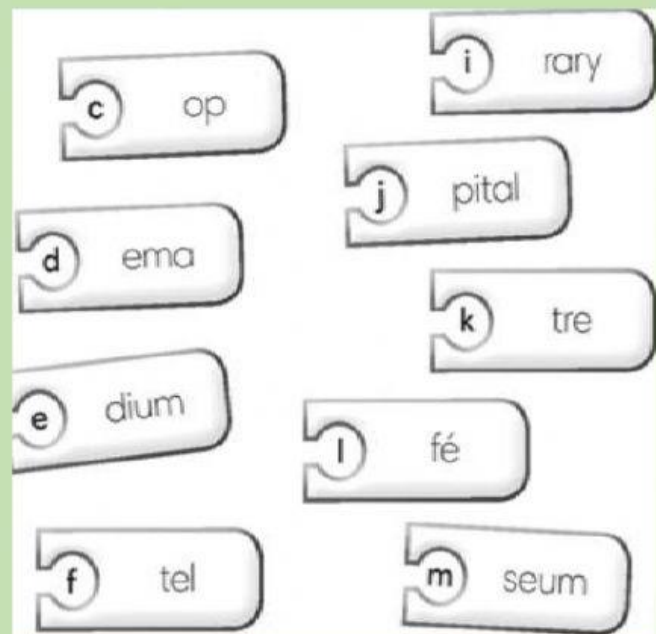 c op
d ema
e dium
f tel
i rary
j pital
k tre
l fé
m seum